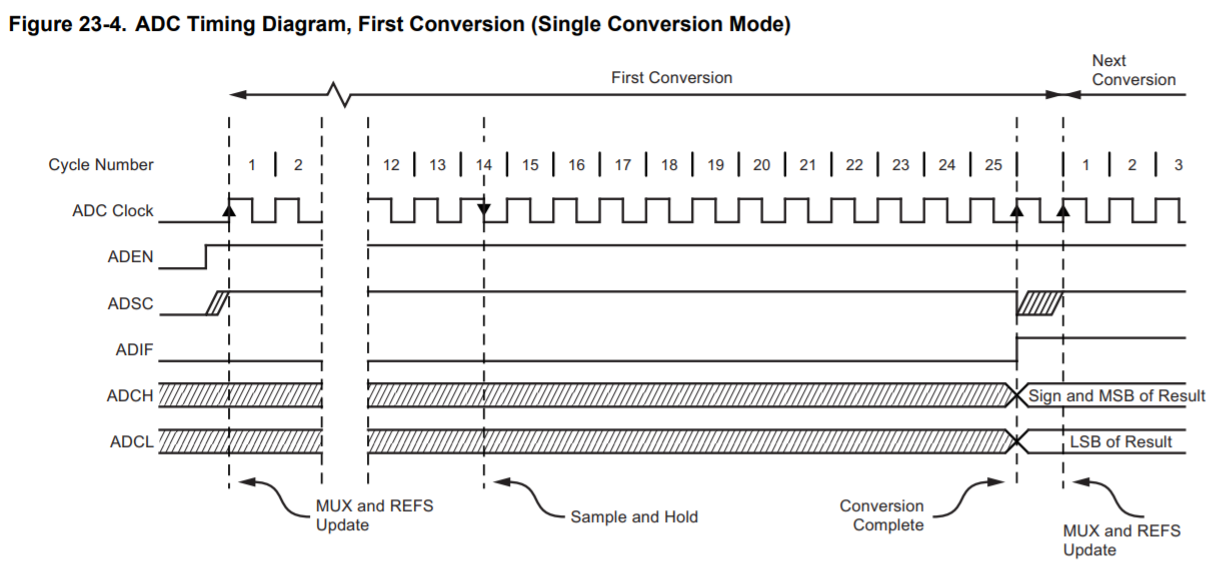 Figure 23-4. ADC Timing Diagram, First Conversion (Single Conversion Mode)
First Conversion
Next
Conversion
Cycle Number 1 2 12 13 14 15 16 17 18 19 20 21 22 23 24 25 1 2 3
ADC Clock
ADEN
ADSC
ADIF
ADCH Sign and MSB of Result
ADCL LSB of Result
MUX and REFS
Update
Sample and Hold
Conversion
Complete
MUX and REFS
Update